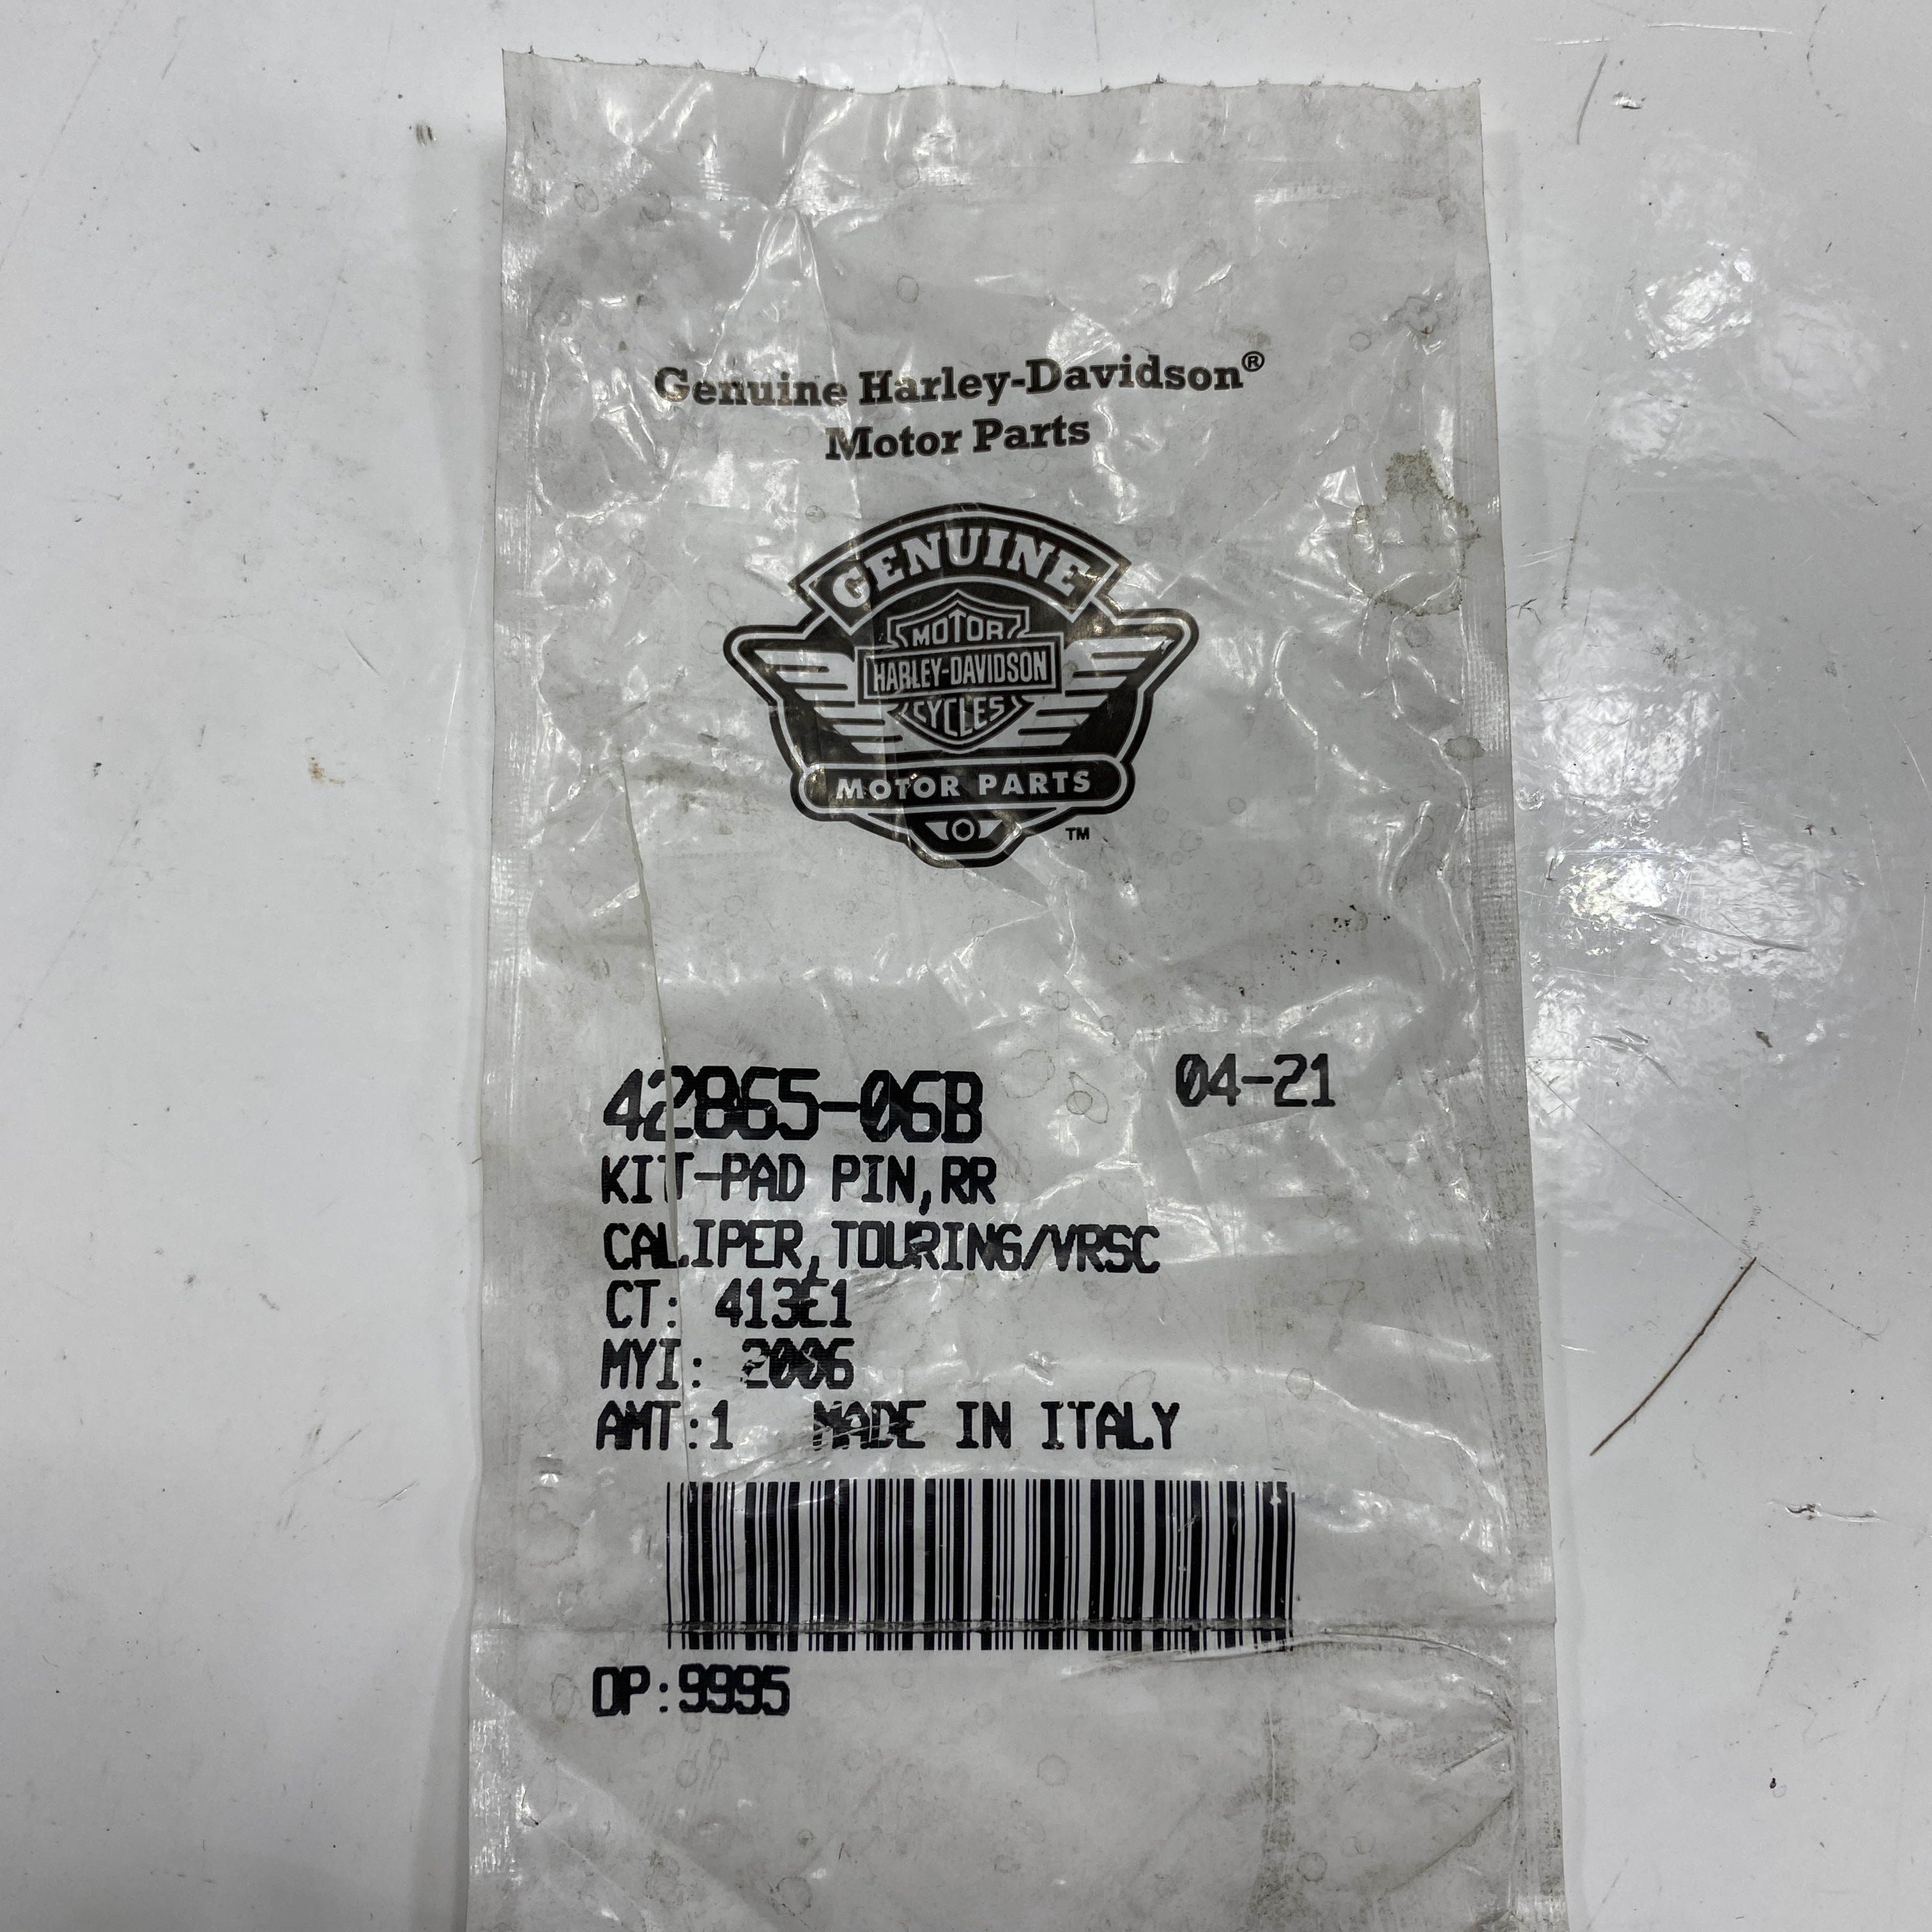 Genuine Harley-Davidson®
Motor Parts
GENUINE
MOTOR
HARLEY-DAVIDSON
CYCLES
MOTOR PARTS
TM
42865-06B 04-21
KIT-PAD PIN,RR
CALIPER,TOURING/VRSC
CT: 413E1
MYI: 2006
AMT:1 MADE IN ITALY
OP:9995